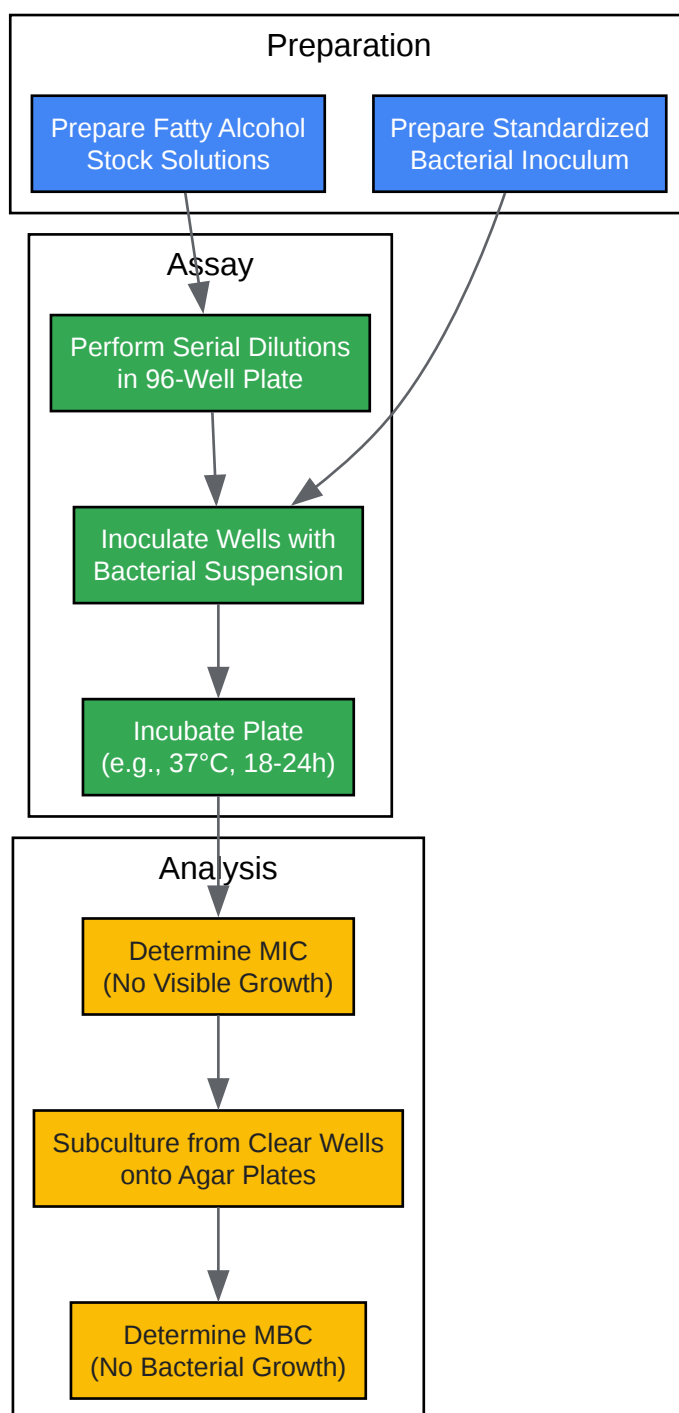 Preparation
Prepare Fatty Alcohol
Stock Solutions
Prepare Standardized
Bacterial Inoculum
Assay
Perform Serial Dilutions
in 96-Well Plate
Inoculate Wells with
Bacterial Suspension
Incubate Plate
(e.g., 37°C, 18-24h)
Analysis
Determine MIC
(No Visible Growth)
Subculture from Clear Wells
onto Agar Plates
Determine MBC
(No Bacterial Growth)